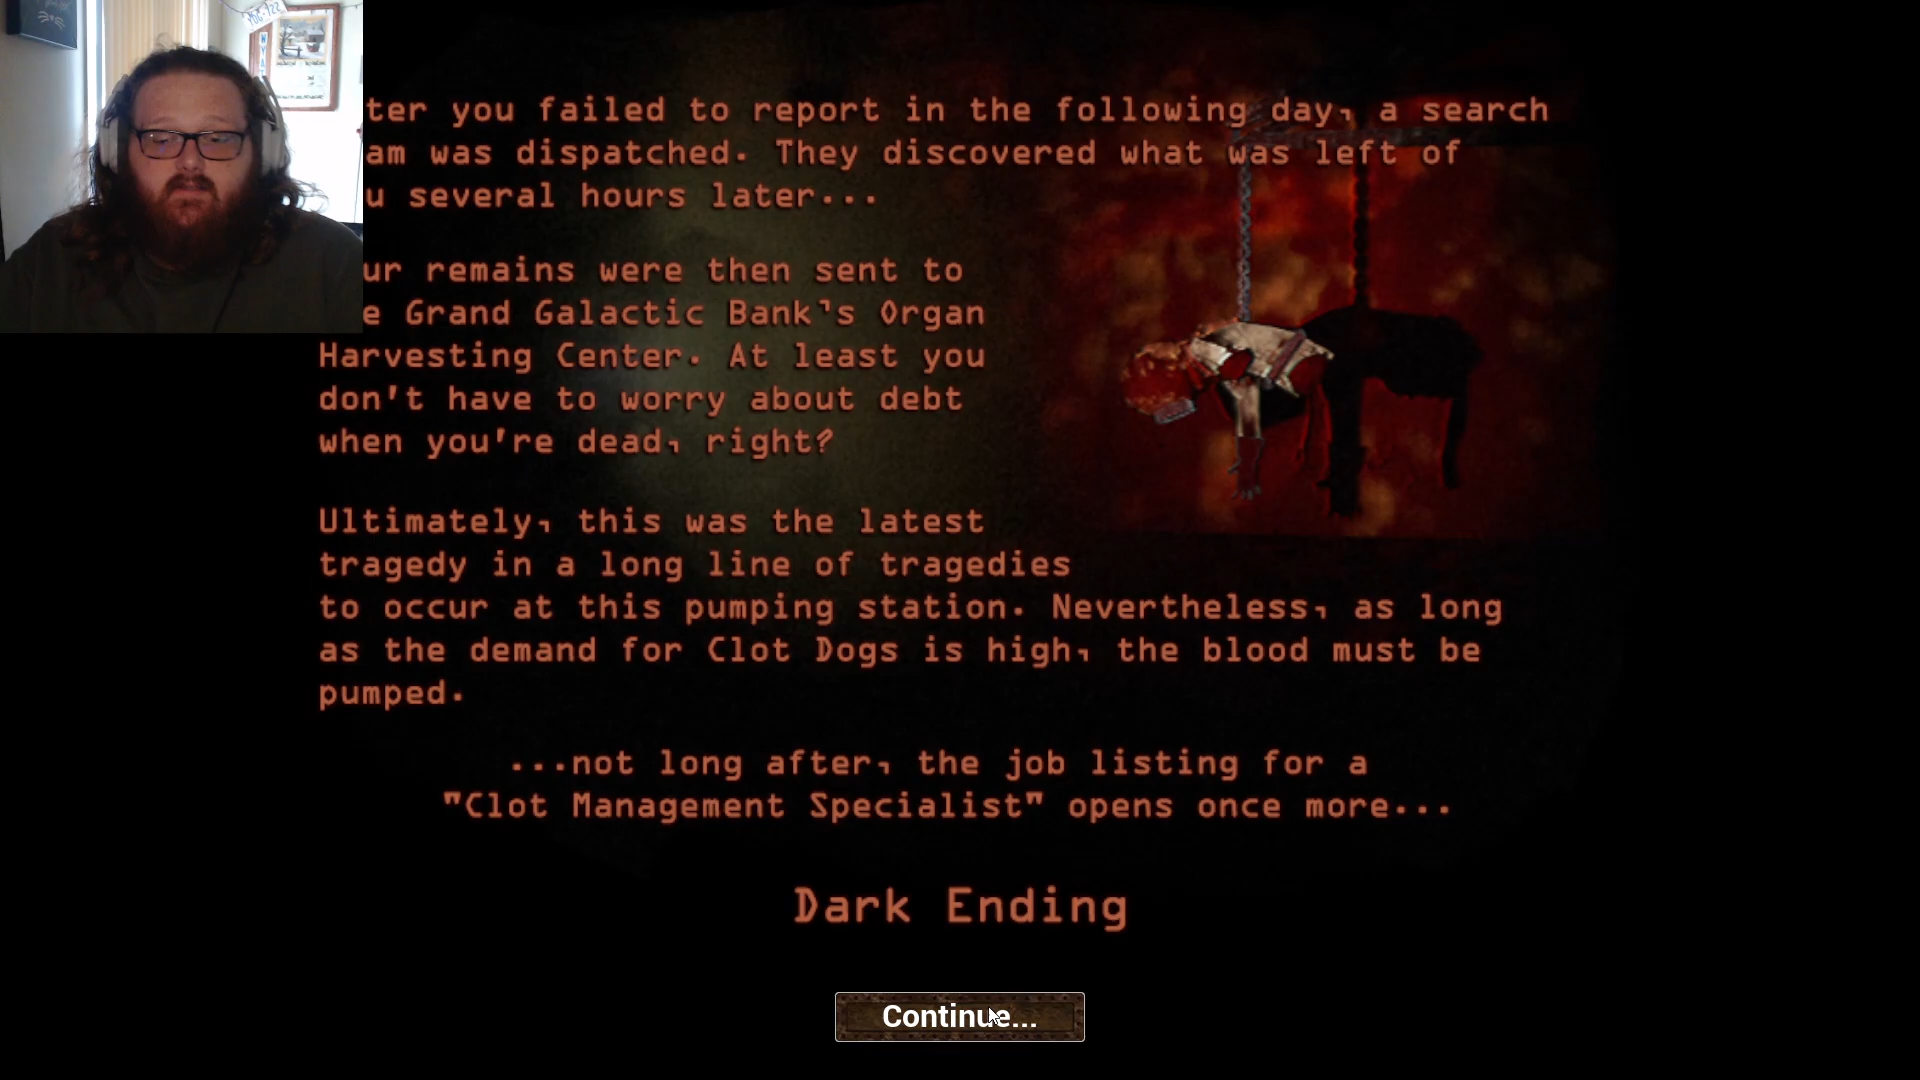 ter you failed to report in the following day, a search
am was dispatched. They discovered what was left of
u several hours later...
ur remains were then sent to
e Grand Galactic Bank's Organ
Harvesting Center. At least you
don't have to worry about debt
when you're dead, right?
Ultimately, this was the latest
tragedy in a long line of tragedies
to occur at this pumping station. Nevertheless, as long
as the demand for Clot Dogs is high, the blood must be
pumped.
...not long after, the job listing for a
"Clot Management Specialist" opens once more...
Dark Ending
Continue...